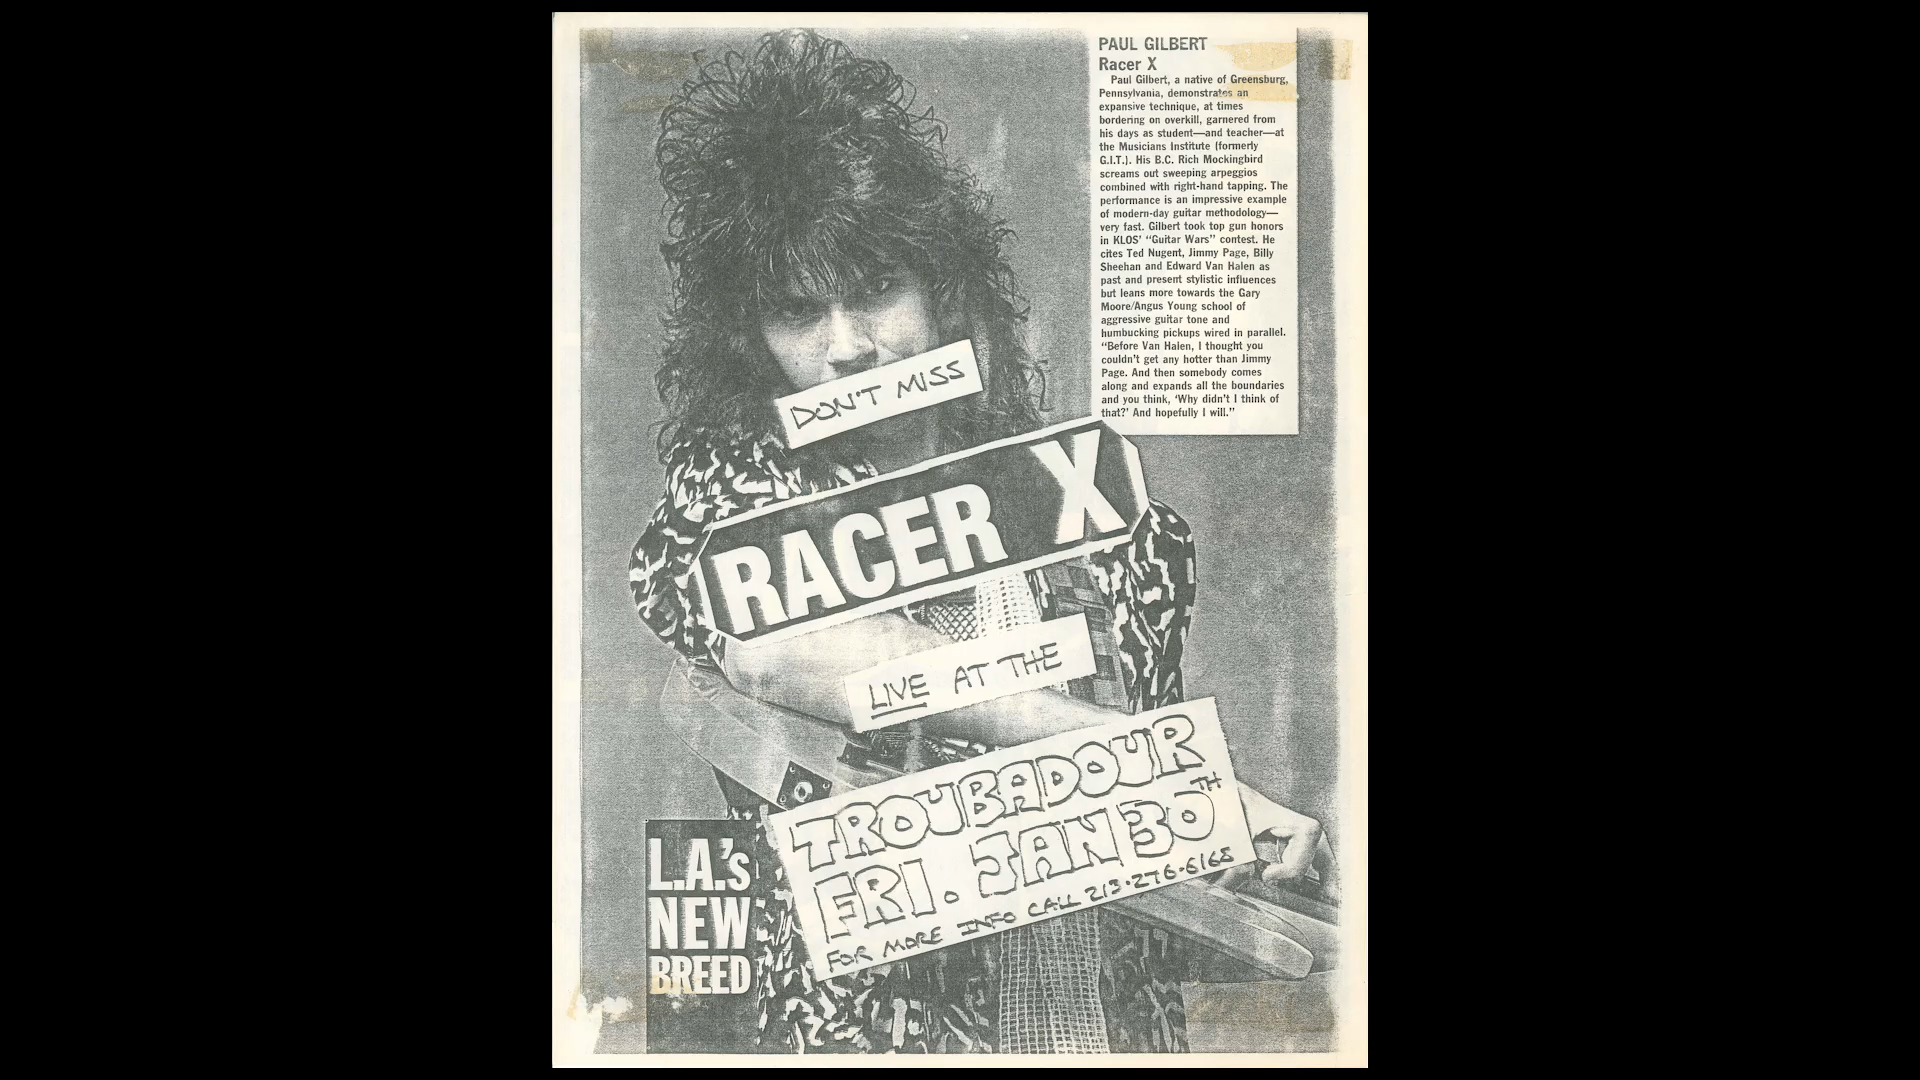 PAUL GILBERT
Racer X
Paul Gilbert, a native of Greensburg,
Pennsylvania, demonstrates an
expansive technique, at times
bordering on overkill, garnered from
his days as student—and teacher—at
the Musicians Institute (formerly
G.I.T.). His B.C. Rich Mockingbird
screams out sweeping arpeggios
combined with right-hand tapping. The
performance is an impressive example
of modern-day guitar methodology—
very fast. Gilbert took top gun honors
in KLOS' "Guitar Wars" contest. He
cites Ted Nugent, Jimmy Page, Billy
Sheehan and Edward Van Halen as
past and present stylistic influences
but leans more towards the Gary
Moore/Angus Young school of
aggressive guitar tone and
humbucking pickups wired in parallel.
"Before Van Halen, I thought you
couldn't get any hotter than Jimmy
Page. And then somebody comes
along and expands all the boundaries
and you think, 'Why didn't I think of
that?' And hopefully I will."
DON'T MISS
RACER X
LIVE AT THE
TROUBADOUR
FRI. JAN 30TH
FOR MORE INFO CALL 213·276·6168
L.A.'s
NEW
BREED